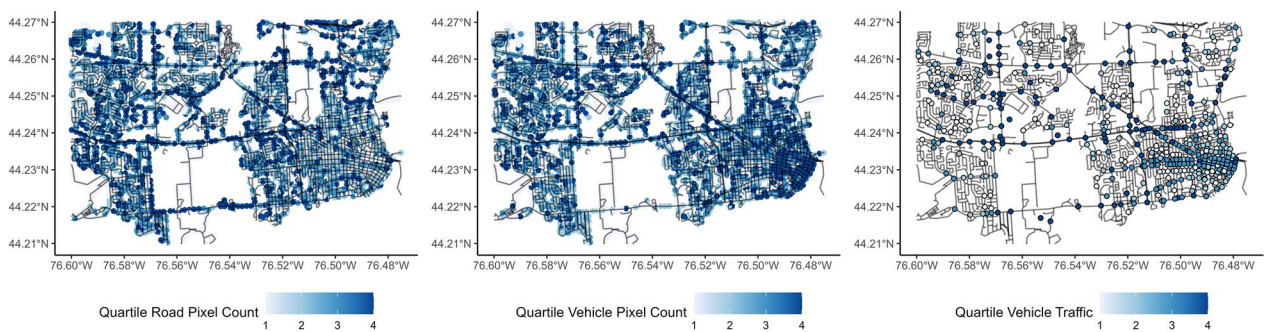 44.27°N
44.26°N
44.25°N
44.24°N
44.23°N
44.22°N
44.21°N
76.60°W 76.58°W 76.56°W 76.54°W 76.52°W 76.50°W 76.48°W
Quartile Road Pixel Count
1 2 3 4
44.27°N
44.26°N
44.25°N
44.24°N
44.23°N
44.22°N
44.21°N
76.60°W 76.58°W 76.56°W 76.54°W 76.52°W 76.50°W 76.48°W
Quartile Vehicle Pixel Count
1 2 3 4
44.27°N
44.26°N
44.25°N
44.24°N
44.23°N
44.22°N
44.21°N
76.60°W 76.58°W 76.56°W 76.54°W 76.52°W 76.50°W 76.48°W
Quartile Vehicle Traffic
1 2 3 4